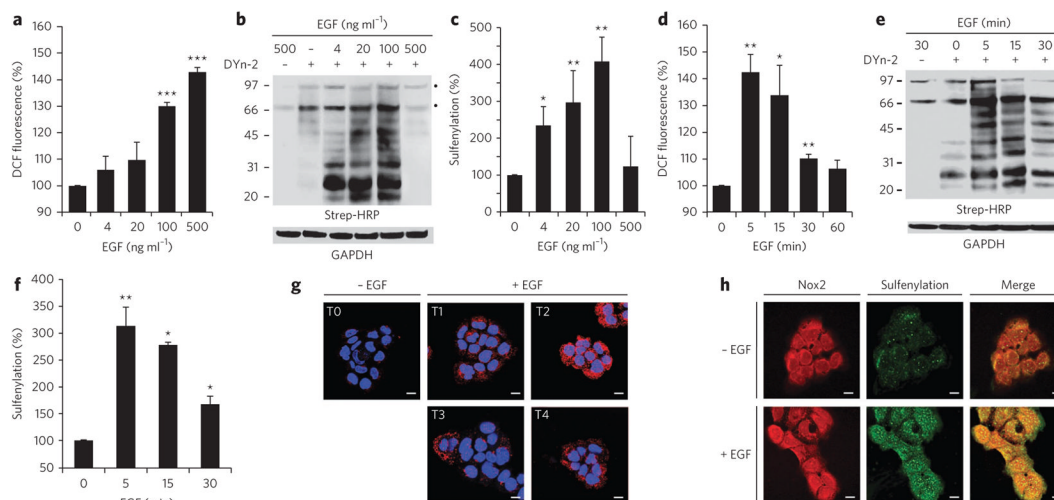 a
DCF fluorescence (%)
160
150
140
130
120
110
100
90
***
***
0 4 20 100 500
EGF (ng ml⁻¹)
b
EGF (ng ml⁻¹)
500 – 4 20 100 500
DYn-2
– + + + + +
97
66
45
31
20
Strep-HRP
GAPDH
c
Sulfenylation (%)
500
400
300
200
100
0
*
**
**
0 4 20 100 500
EGF (ng ml⁻¹)
d
DCF fluorescence (%)
160
150
140
130
120
110
100
90
**
*
**
0 5 15 30 60
EGF (min)
e
EGF (min)
30 0 5 15 30
DYn-2 – + + + +
97
66
45
31
20
Strep-HRP
GAPDH
f
Sulfenylation (%)
400
350
300
250
200
150
100
50
**
*
*
0 5 15 30
EGF (min)
g
– EGF + EGF
T0 T1 T2
T3 T4
h
Nox2 Sulfenylation Merge
– EGF
+ EGF